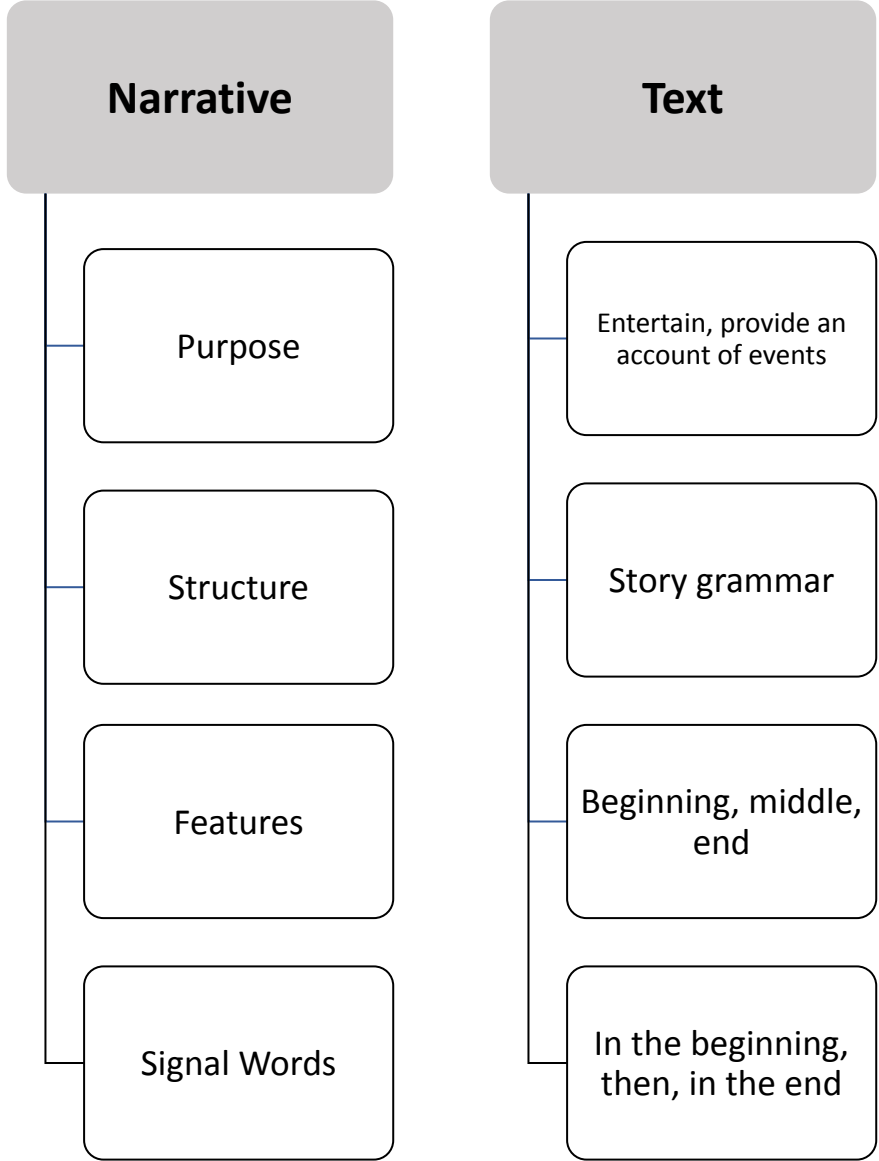 Narrative
Text
Purpose
Entertain, provide an
account of events
Structure
Story grammar
Features
Beginning, middle,
end
Signal Words
In the beginning,
then, in the end